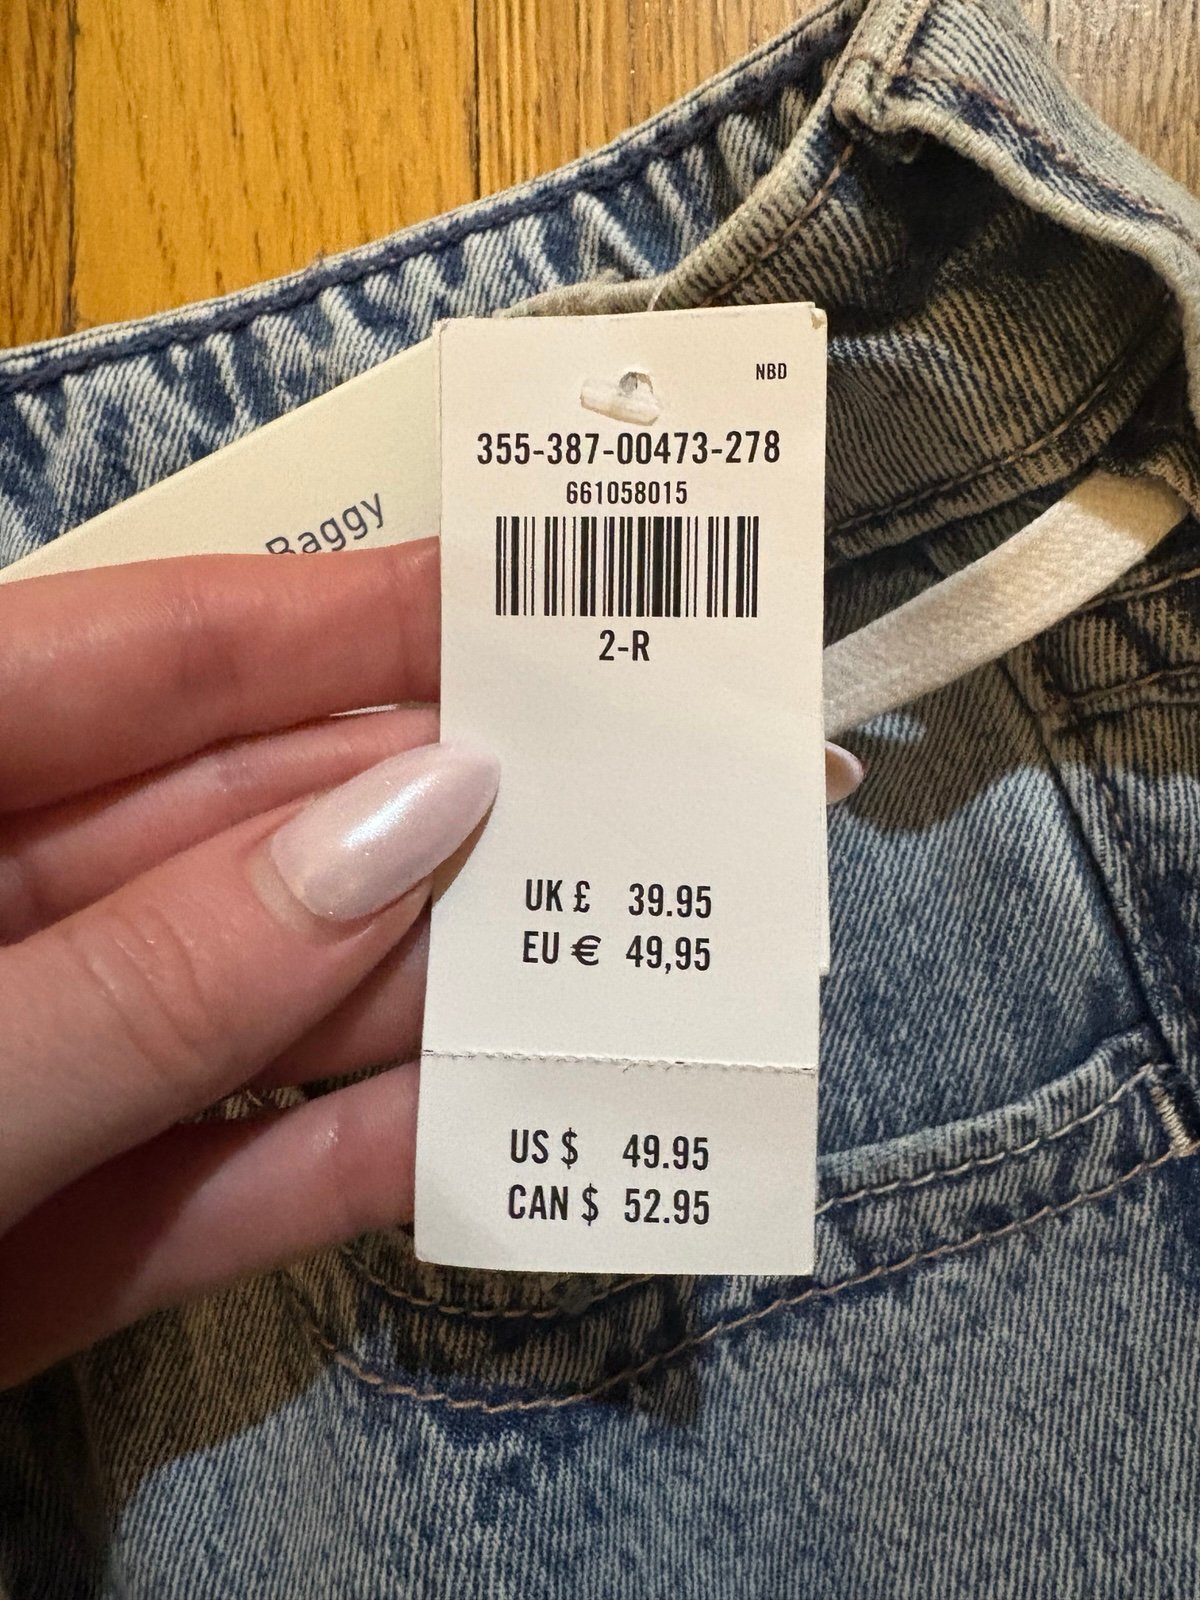 NBD
355-387-00473-278
661058015
2-R
Baggy
UK £ 39.95
EU € 49,95
US $ 49.95
CAN $ 52.95